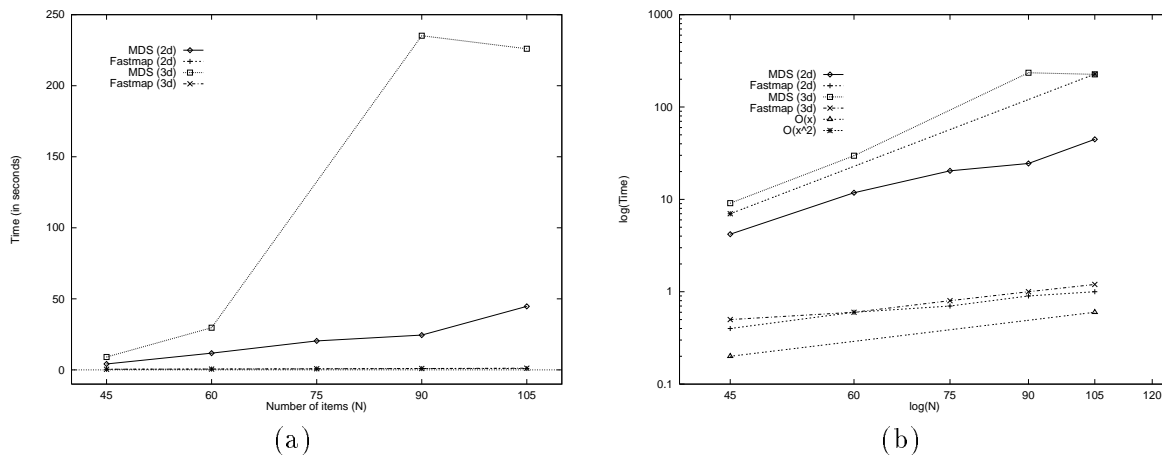 250
200
150
100
50
0
Time (in seconds)
MDS (2d)
Fastmap (2d)
MDS (3d)
Fastmap (3d)
45 60 75 90 105
Number of items (N)
(a)
1000
100
10
1
0.1
log(Time)
MDS (2d)
Fastmap (2d)
MDS (3d)
Fastmap (3d)
O(x)
O(x^2)
45 60 75 90 105 120
log(N)
(b)